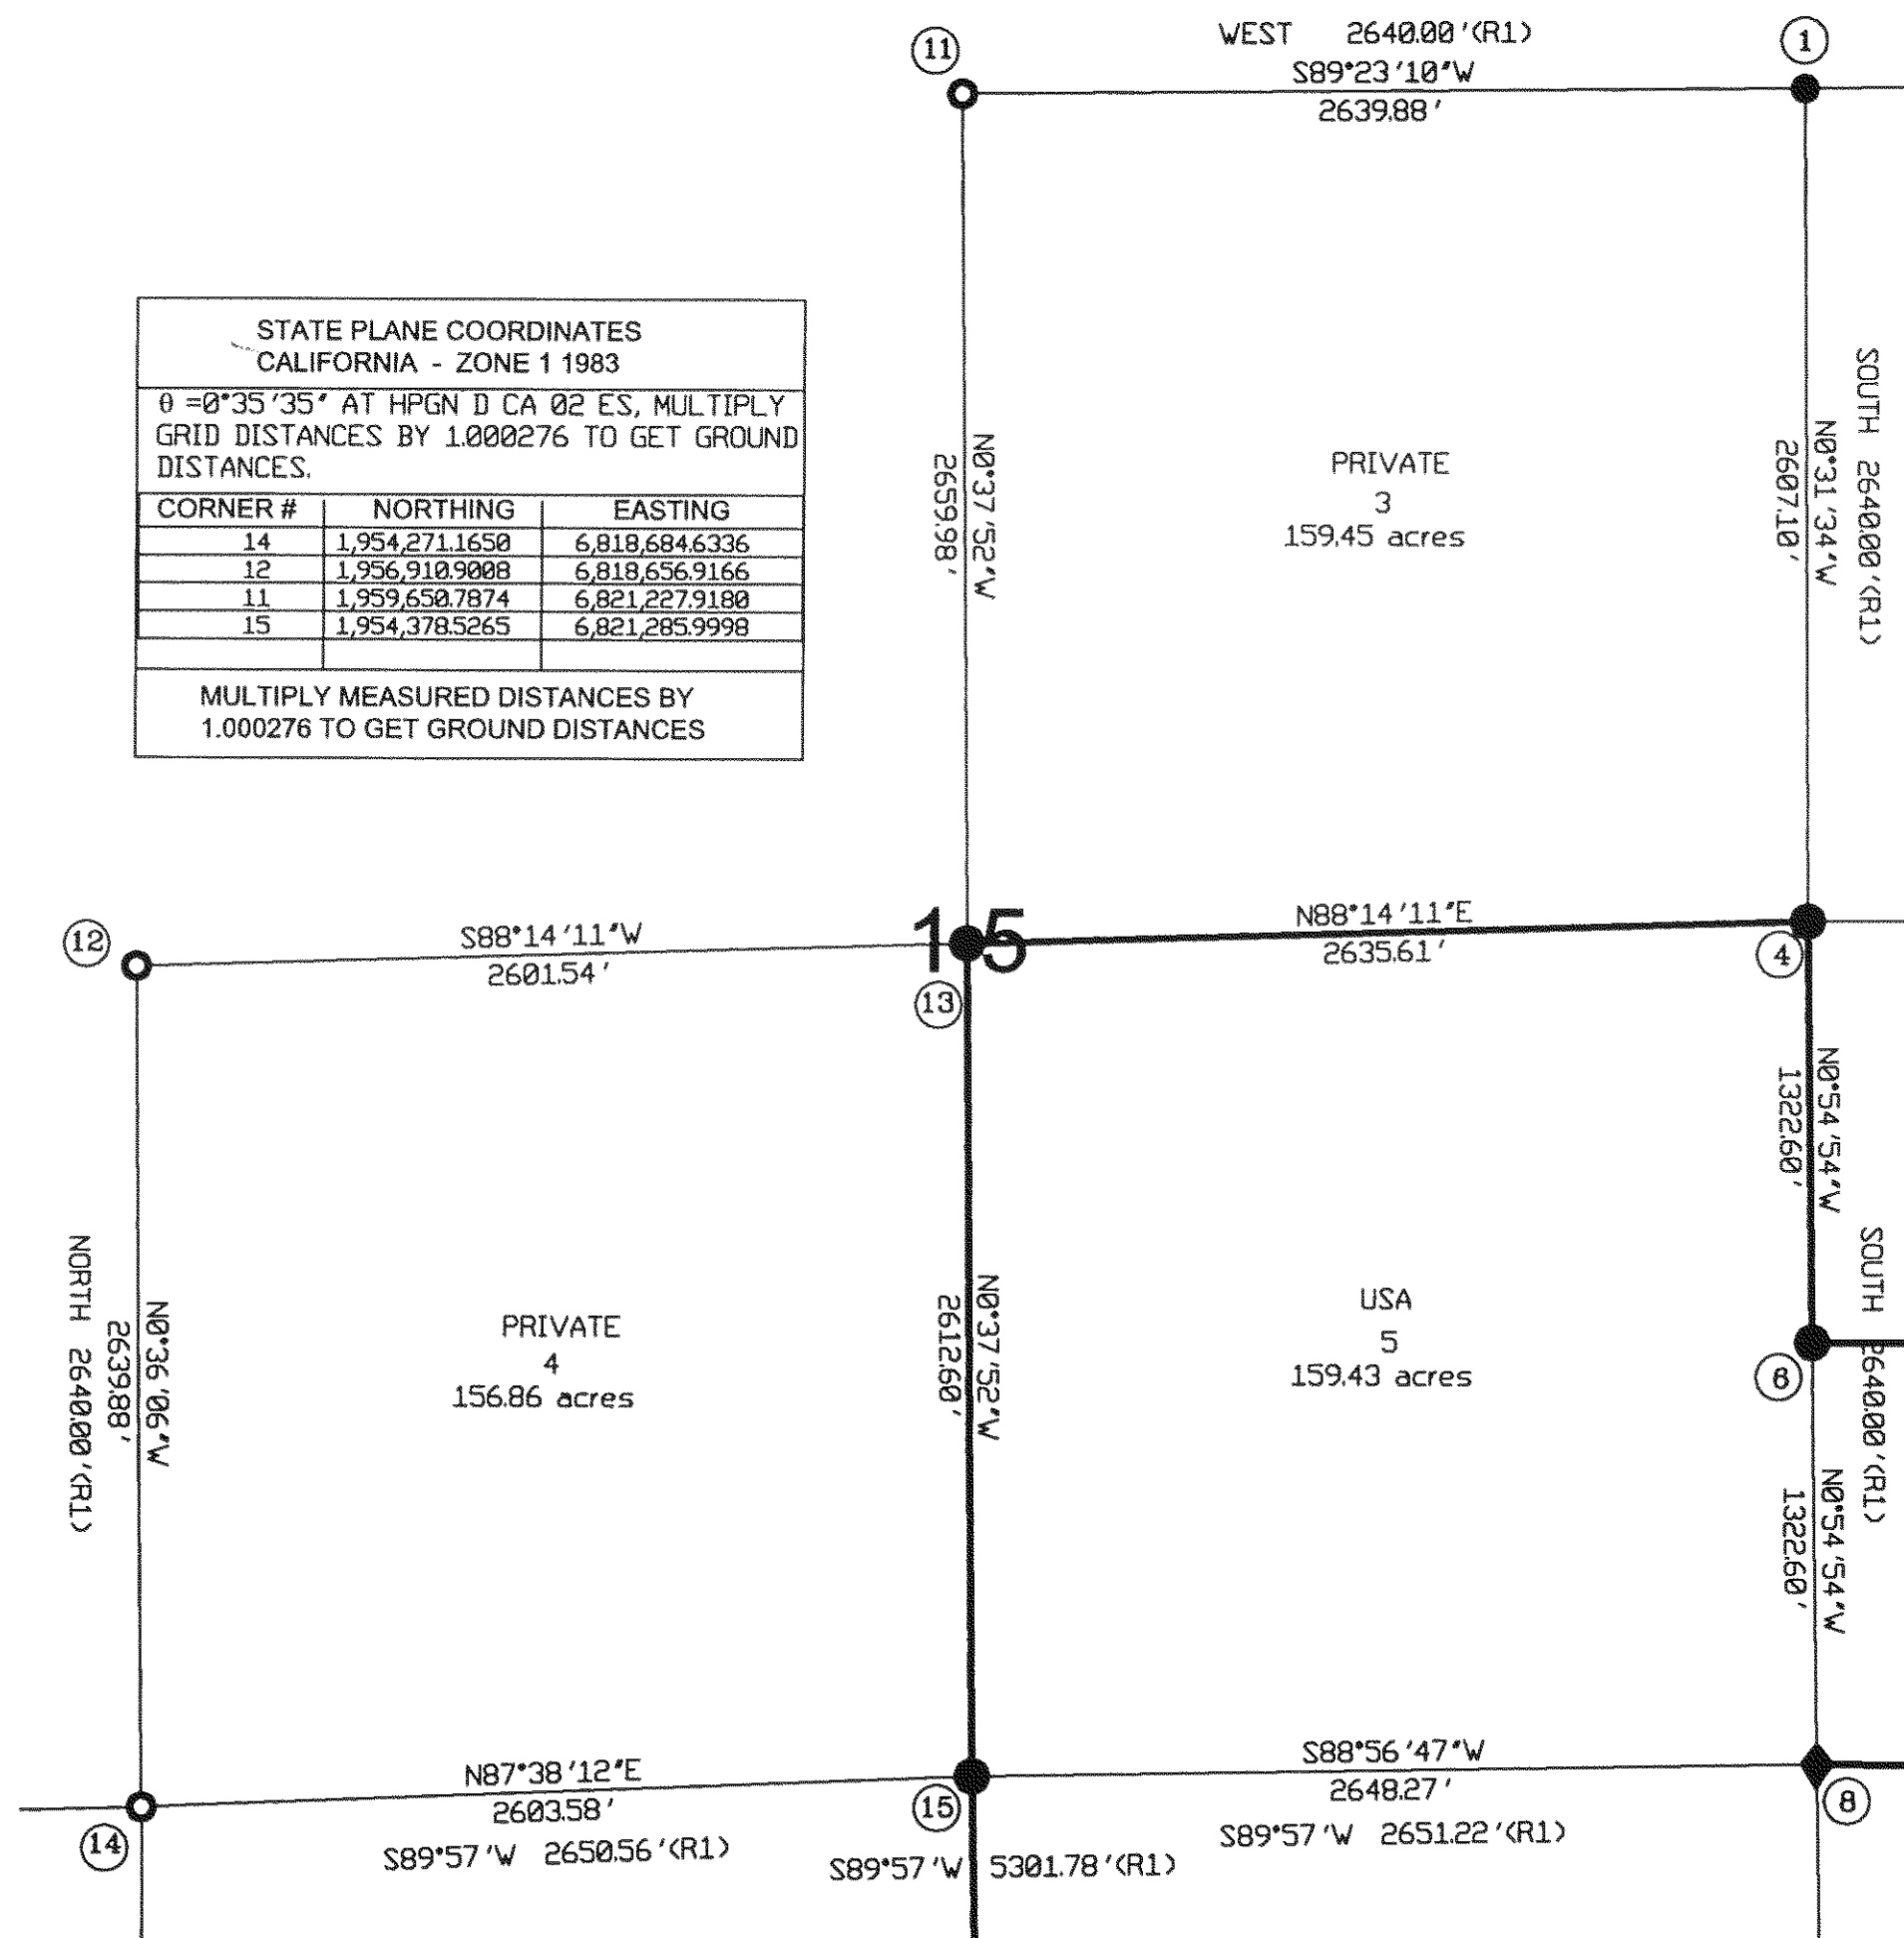 WEST 2640.00'(R1)
11
1
S89°23'10"W
2639.88'
STATE PLANE COORDINATES
CALIFORNIA - ZONE 1 1983
θ =0°35'35" AT HPGN D CA 02 ES, MULTIPLY
GRID DISTANCES BY 1.000276 TO GET GROUND
DISTANCES.
CORNER # NORTHING EASTING
14 1,954,271.1650 6,818,684.6336
12 1,956,910.9008 6,818,656.9166
11 1,959,650.7874 6,821,227.9180
15 1,954,378.5265 6,821,285.9998
MULTIPLY MEASURED DISTANCES BY
1.000276 TO GET GROUND DISTANCES
N0°37'52"W
2659.98'
PRIVATE
3
159.45 acres
SOUTH 2640.00'(R1)
N0°31'34"W
2607.10'
12
S88°14'11"W
2601.54'
15
13
N88°14'11"E
2635.61'
4
N0°54'54"W
1322.60'
NORTH 2640.00'(R1)
N0°36'06"W
2639.88'
PRIVATE
4
156.86 acres
N0°37'52"W
2612.60'
USA
5
159.43 acres
6
SOUTH 2640.00'(R1)
N0°54'54"W
1322.60'
14
N87°38'12"E
2603.58'
S89°57'W 2650.56'(R1)
15
S88°56'47"W
2648.27'
S89°57'W 2651.22'(R1)
8
S89°57'W 5301.78'(R1)